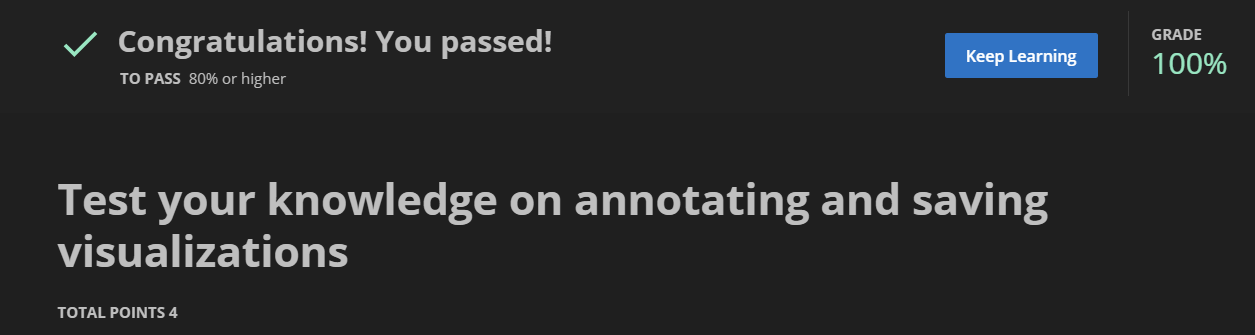 Congratulations! You passed!
TO PASS 80% or higher
Keep Learning
GRADE
100%
Test your knowledge on annotating and saving
visualizations
TOTAL POINTS 4